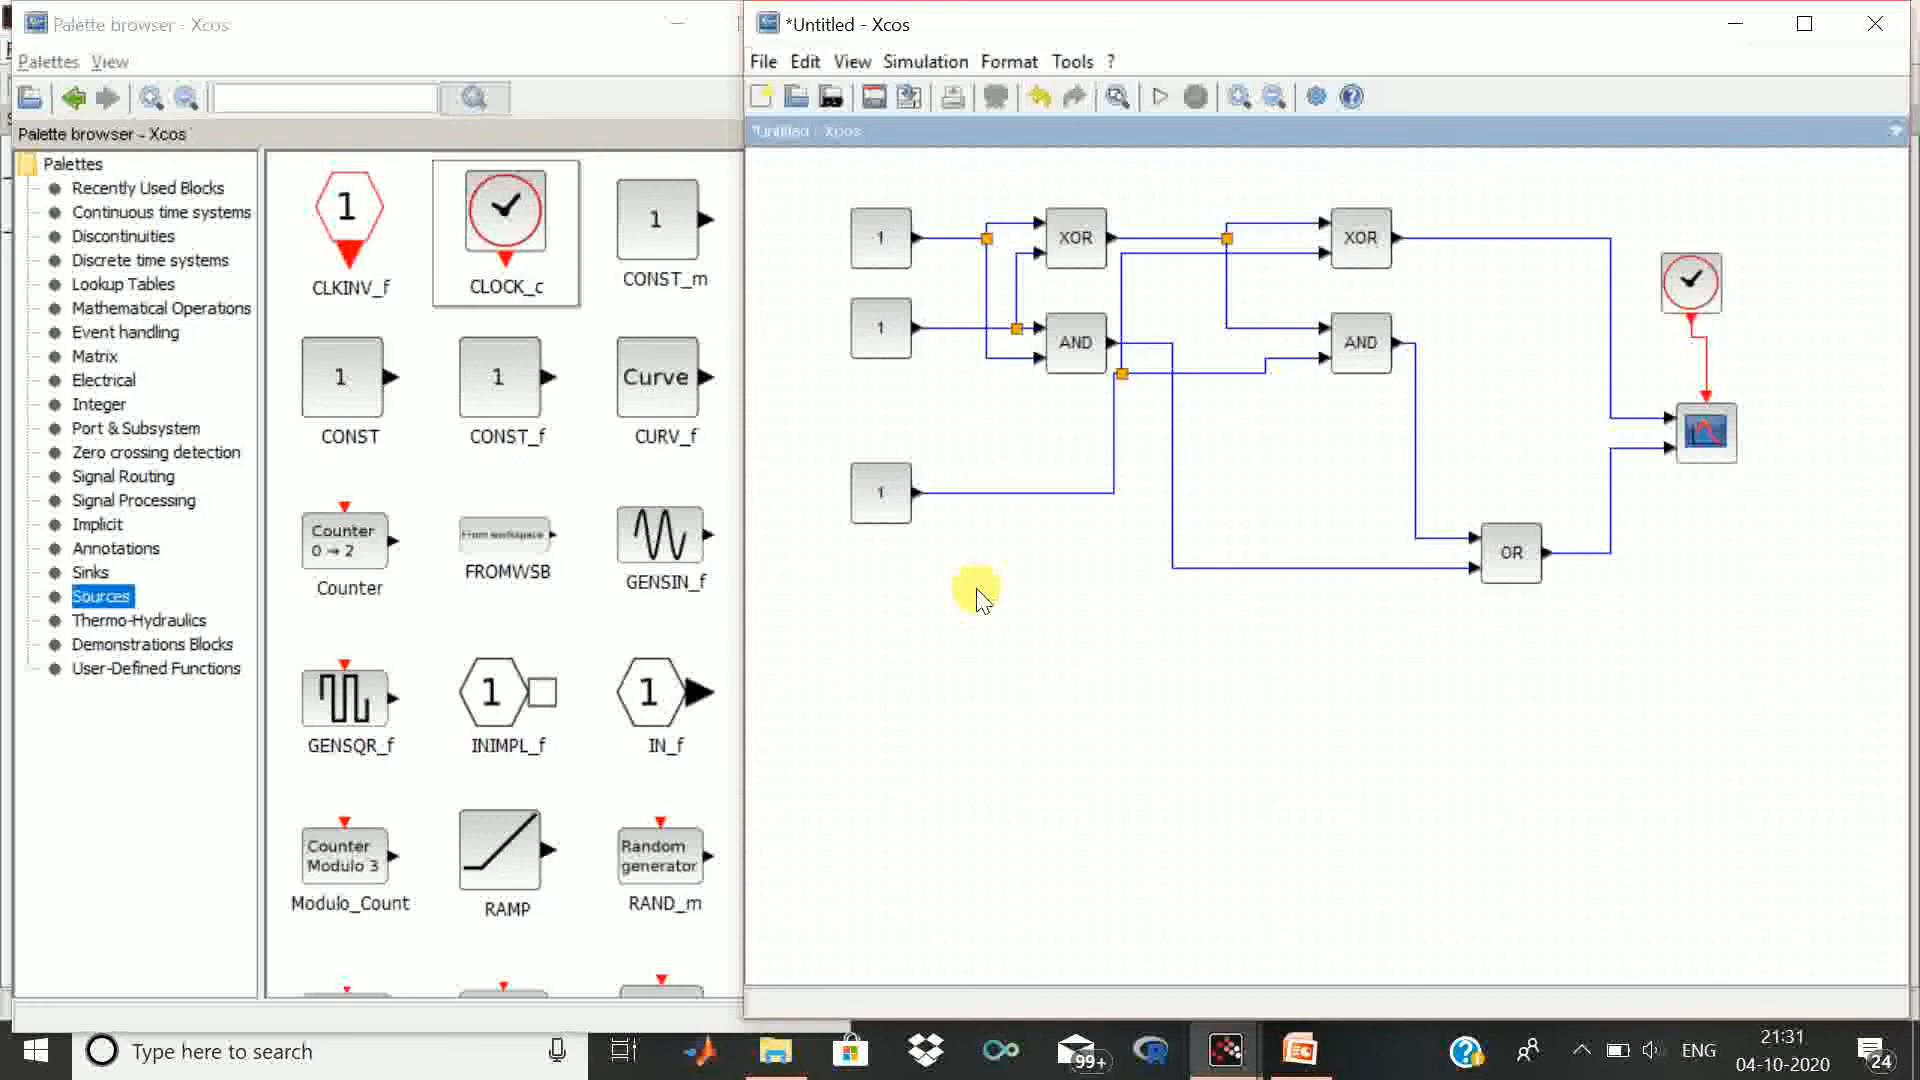 Palette browser - Xcos
Palettes View
Palette browser - Xcos
Palettes
Recently Used Blocks
Continuous time systems
Discontinuities
Discrete time systems
Lookup Tables
Mathematical Operations
Event handling
Matrix
Electrical
Integer
Port & Subsystem
Zero crossing detection
Signal Routing
Signal Processing
Implicit
Annotations
Sinks
Sources
Thermo-Hydraulics
Demonstrations Blocks
User-Defined Functions
1
CLKINV_f
CLOCK_c
1
CONST_m
1
CONST
1
CONST_f
Curve
CURV_f
Counter
0 → 2
Counter
From workspace
FROMWSB
GENSIN_f
GENSQR_f
1
INIMPL_f
1
IN_f
Counter
Modulo 3
Modulo_Count
RAMP
Random
generator
RAND_m
*Untitled - Xcos
File Edit View Simulation Format Tools ?
*Untitled - Xcos
1
XOR
XOR
1
AND
AND
1
OR
Type here to search
99+
ENG
21:31
04-10-2020
24